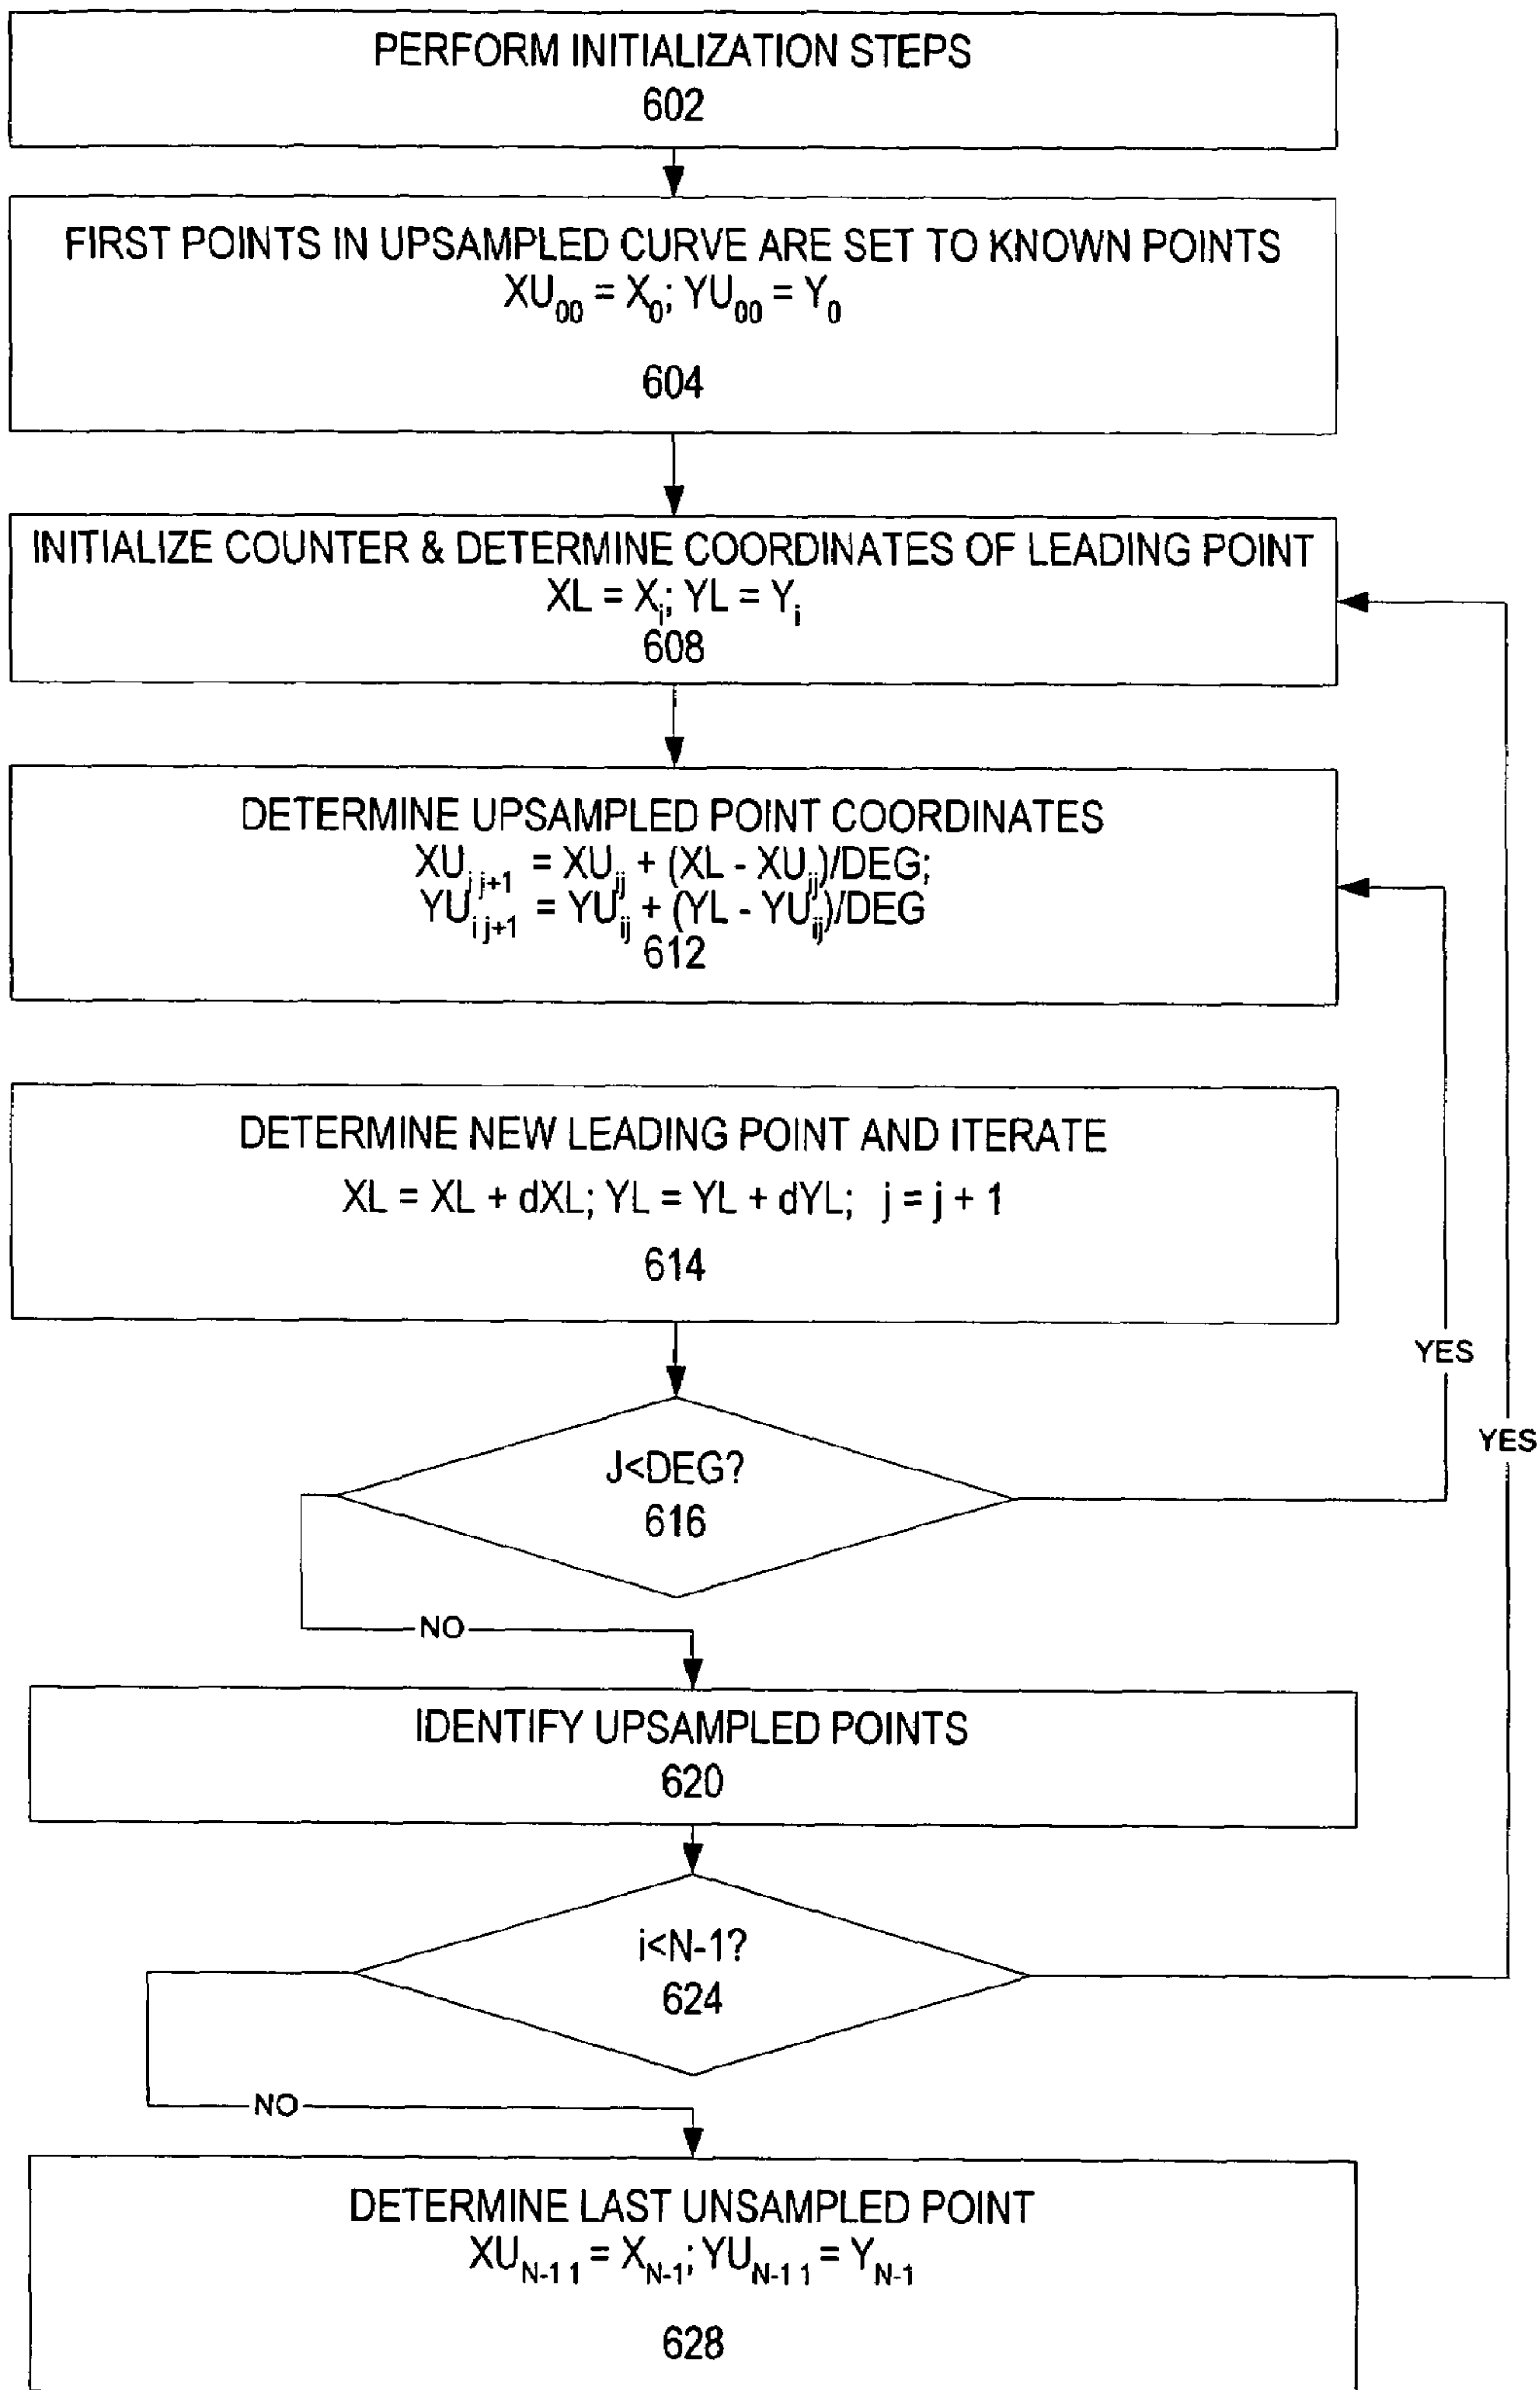 PERFORM INITIALIZATION STEPS
602
FIRST POINTS IN UPSAMPLED CURVE ARE SET TO KNOWN POINTS
XU₀₀ = X₀; YU₀₀ = Y₀
604
INITIALIZE COUNTER & DETERMINE COORDINATES OF LEADING POINT
XL = Xᵢ; YL = Yᵢ
608
DETERMINE UPSAMPLED POINT COORDINATES
XUᵢ ⱼ₊₁ = XUᵢⱼ + (XL - XUᵢⱼ)/DEG;
YUᵢ ⱼ₊₁ = YUᵢⱼ + (YL - YUᵢⱼ)/DEG
612
DETERMINE NEW LEADING POINT AND ITERATE
XL = XL + dXL; YL = YL + dYL; j = j + 1
614
YES
YES
J<DEG?
616
NO
IDENTIFY UPSAMPLED POINTS
620
i<N-1?
624
NO
DETERMINE LAST UNSAMPLED POINT
XU_N-1 1 = X_N-1; YU_N-1 1 = Y_N-1
628